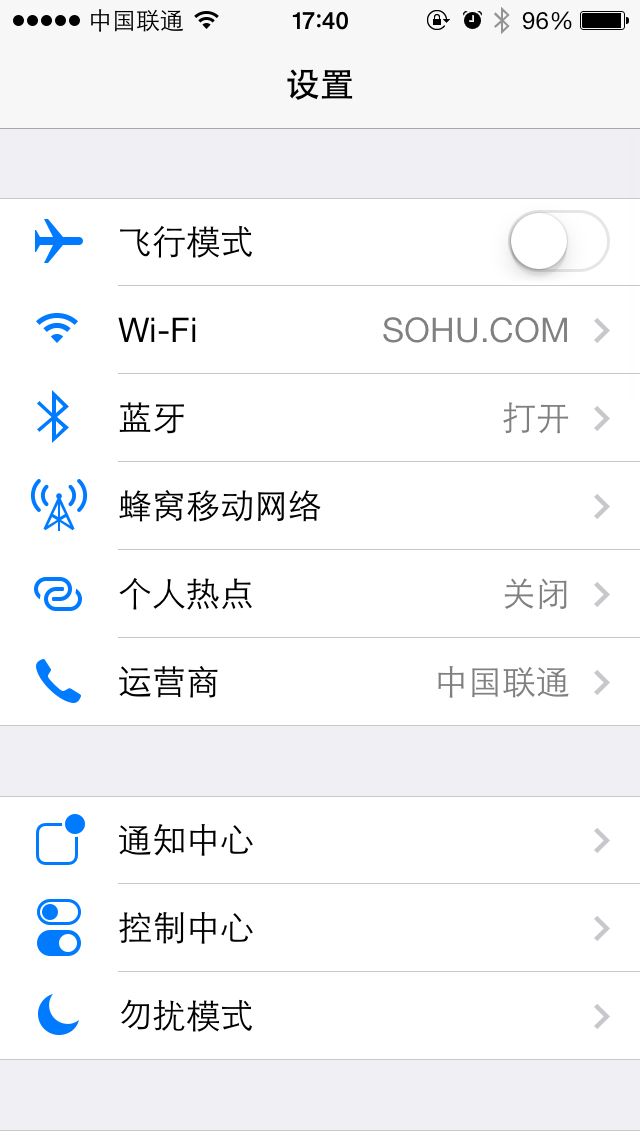 中国联通 17:40 96%
设置
飞行模式
Wi-Fi SOHU.COM
蓝牙 打开
蜂窝移动网络
个人热点 关闭
运营商 中国联通
通知中心
控制中心
勿扰模式